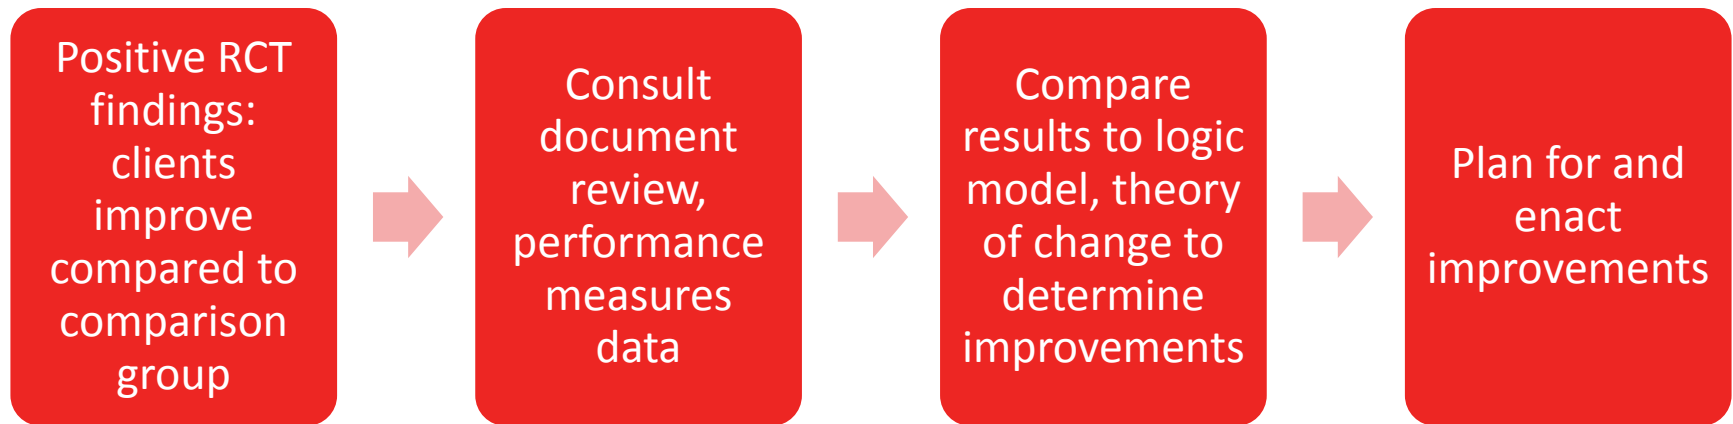 Positive RCT
findings:
clients
improve
compared to
comparison
group
Consult
document
review,
performance
measures
data
Compare
results to logic
model, theory
of change to
determine
improvements
Plan for and
enact
improvements